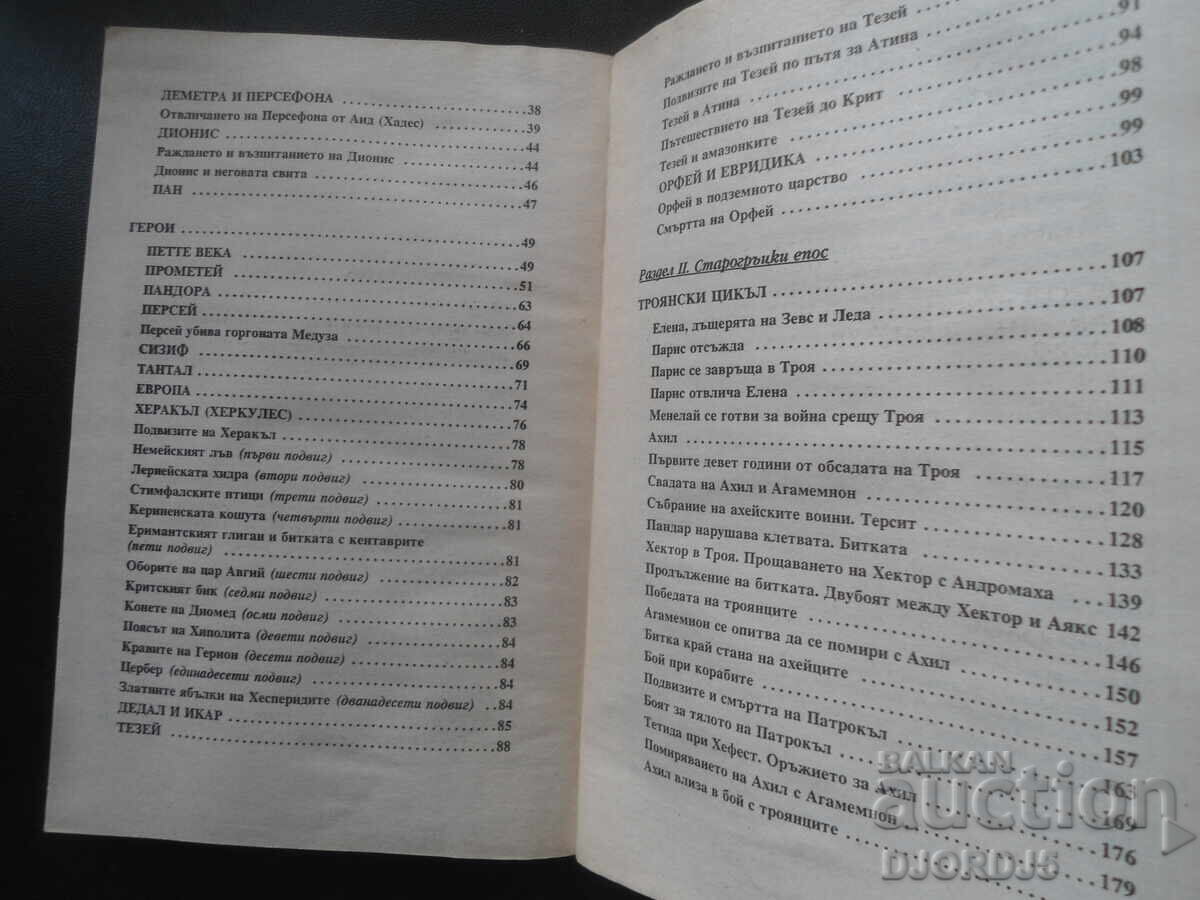 ДЕМЕТРА И ПЕРСЕФОНА 38
Отвличането на Персефона от Аид (Хадес) 39
ДИОНИС 44
Раждането и възпитанието на Дионис 44
Дионис и неговата свита 46
ПАН 47
ГЕРОИ 49
ПЕТТЕ ВЕКА 49
ПРОМЕТЕЙ 51
ПАНДОРА 63
ПЕРСЕЙ 64
Персей убива горгоната Медуза 66
СИЗИФ 69
ТАНТАЛ 71
ЕВРОПА 74
ХЕРАКЪЛ (ХЕРКУЛЕС) 76
Подвизите на Херакъл 78
Немейският лъв (първи подвиг) 78
Лернейската хидра (втори подвиг) 80
Стимфалските птици (трети подвиг) 81
Кериненската кошута (четвърти подвиг) 81
Еримантският глиган и битката с кентаврите
(пети подвиг) 81
Оборите на цар Авгий (шести подвиг) 82
Критският бик (седми подвиг) 83
Конете на Диомед (осми подвиг) 83
Поясът на Хиполита (девети подвиг) 84
Кравите на Герион (десети подвиг) 84
Цербер (единадесети подвиг) 84
Златните ябълки на Хесперидите (дванадесети подвиг) 84
ДЕДАЛ И ИКАР 85
ТЕЗЕЙ 88
Раждането и възпитанието на Тезей
Подвизите на Тезей по пътя за Атина
Тезей в Атина 91
Пътешествието на Тезей до Крит 94
Тезей и амазонките 98
ОРФЕЙ И ЕВРИДИКА 99
Орфей в подземното царство 99
Смъртта на Орфей 103
Раздел II. Старогръцки епос
ТРОЯНСКИ ЦИКЪЛ 107
Елена, дъщерята на Зевс и Леда 107
Парис отсъжда 108
Парис се завръща в Троя 110
Парис отвлича Елена 111
Менелай се готви за война срещу Троя 113
Ахил 115
Първите девет години от обсадата на Троя 117
Свадата на Ахил и Агамемнон 120
Събрание на ахейските воини. Терсит 128
Пандар нарушава клетвата. Битката 133
Хектор в Троя. Прощаването на Хектор с Андромаха 139
Продължение на битката. Двубоят между Хектор и Аякс 142
Победата на троянците 146
Агамемнон се опитва да се помири с Ахил 150
Битка край стана на ахейците 152
Бой при корабите 157
Подвизите и смъртта на Патрокъл 163
Боят за тялото на Патрокъл 169
Тетида при Хефест. Оръжието за Ахил 176
Помиряването на Ахил с Агамемнон 179
Ахил влиза в бой с троянците
BALKAN
auction
DJORDJ5